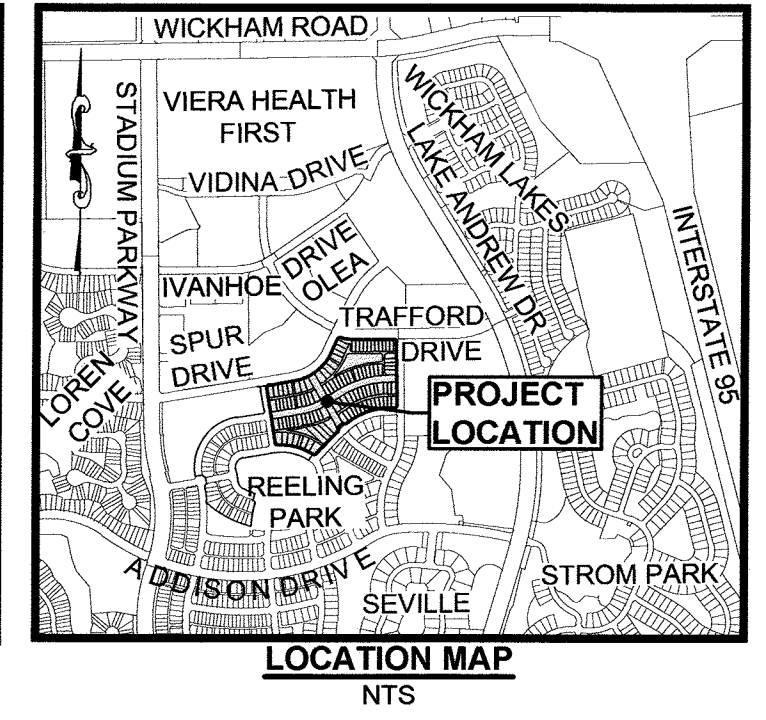 WICKHAM ROAD
STADIUM PARKWAY
VIERA HEALTH
FIRST
VIDINA DRIVE
WICKHAM LAKES
LAKE ANDREW DR
INTERSTATE 95
IVANHOE
DRIVE
OLEA
SPUR
DRIVE
TRAFFORD
DRIVE
LOREN
COVE
PROJECT
LOCATION
REELING
PARK
ADDISON DRIVE
SEVILLE
STROM PARK
LOCATION MAP
NTS